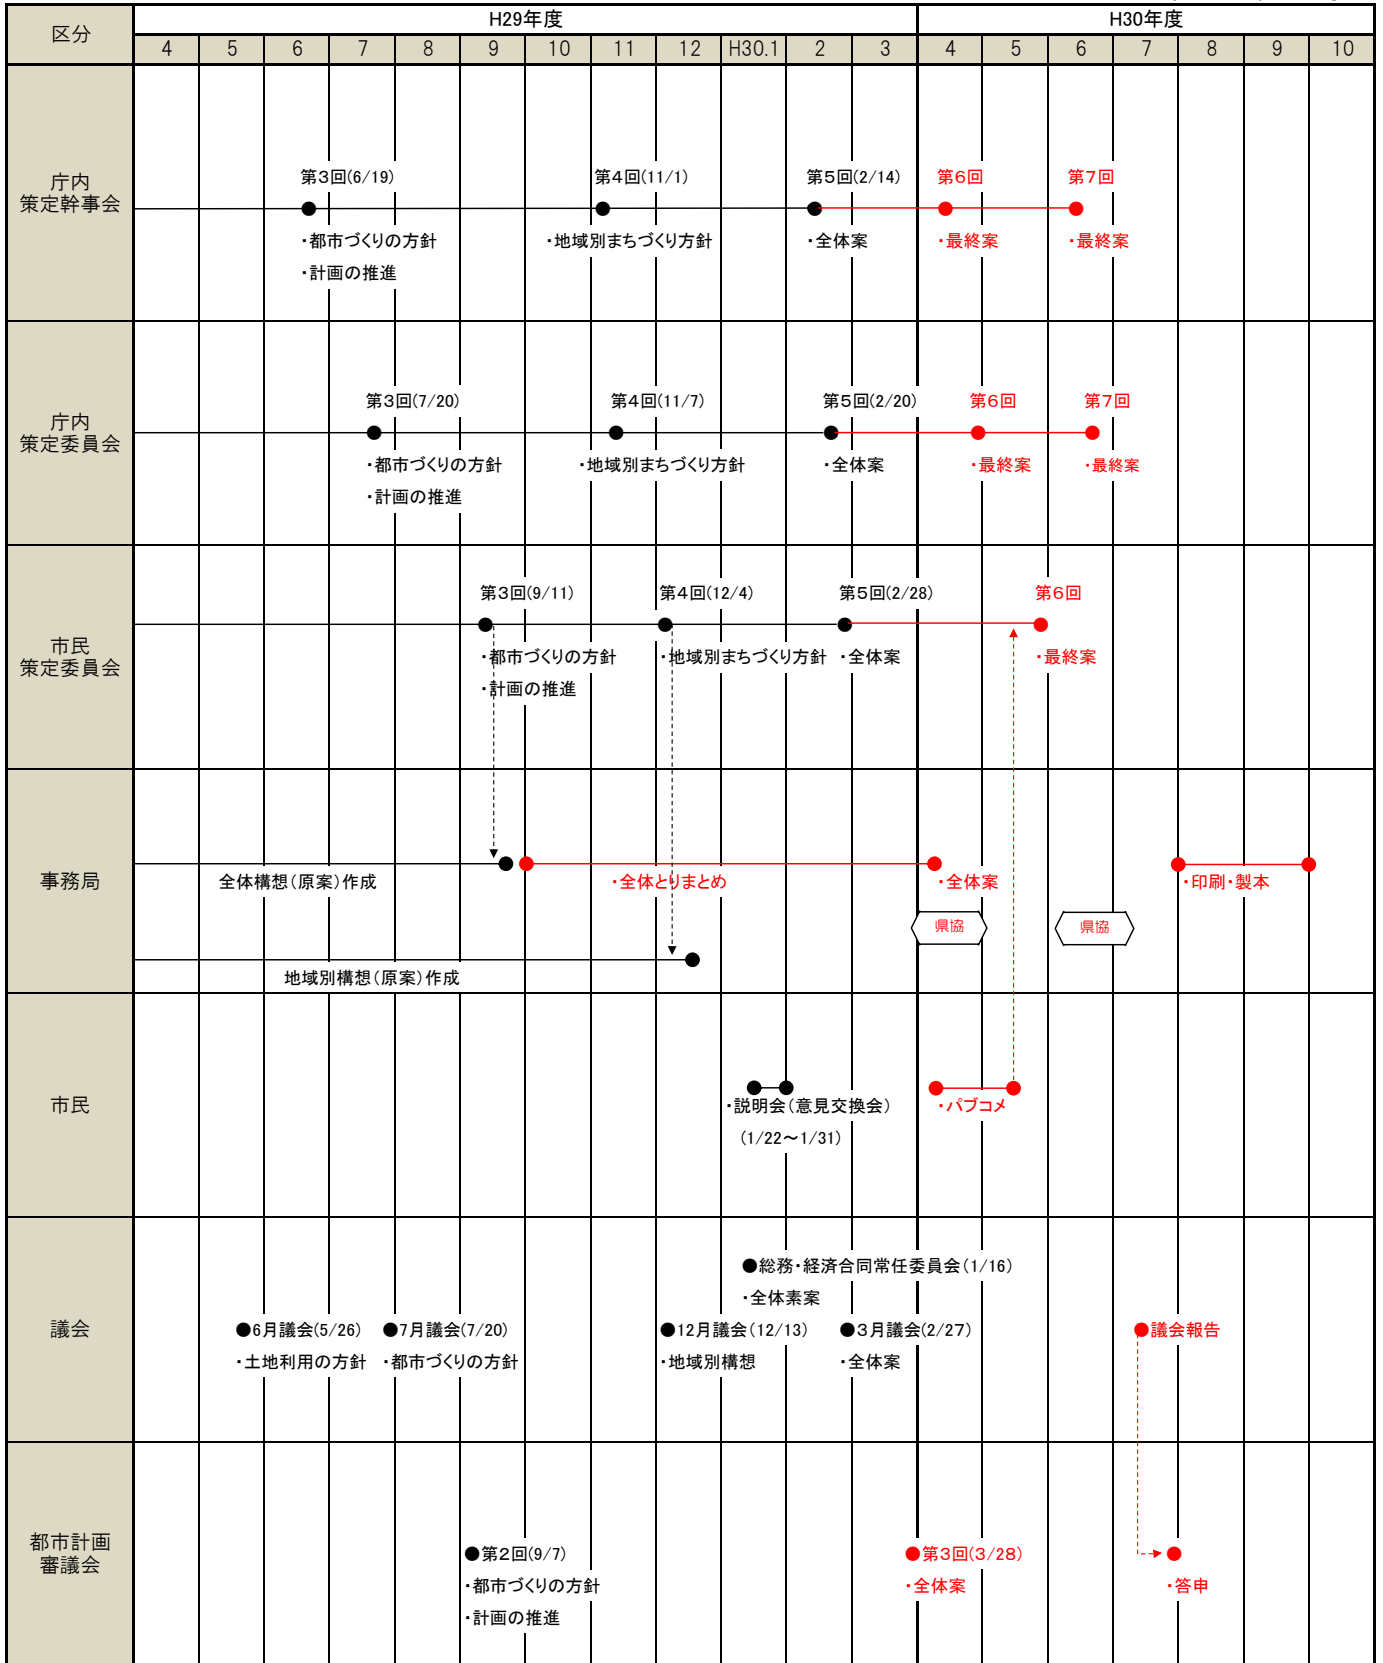 区分
H29年度
H30年度
4 5 6 7 8 9 10 11 12 H30.1 2 3 4 5 6 7 8 9 10
庁内
策定幹事会
第3回(6/19)
第4回(11/1)
第5回(2/14)
第6回
第7回
・都市づくりの方針
・地域別まちづくり方針
・全体案
・最終案
・最終案
・計画の推進
庁内
策定委員会
第3回(7/20)
第4回(11/7)
第5回(2/20)
第6回
第7回
・都市づくりの方針
・地域別まちづくり方針
・全体案
・最終案
・最終案
・計画の推進
市民
策定委員会
第3回(9/11)
第4回(12/4)
第5回(2/28)
第6回
・都市づくりの方針
・地域別まちづくり方針
・全体案
・最終案
・計画の推進
事務局
全体構想(原案)作成
・全体とりまとめ
・全体案
・印刷・製本
県協
県協
地域別構想(原案)作成
市民
・説明会(意見交換会)
(1/22～1/31)
・パブコメ
議会
●総務・経済合同常任委員会(1/16)
・全体素案
●6月議会(5/26)
●7月議会(7/20)
●12月議会(12/13)
●3月議会(2/27)
●議会報告
・土地利用の方針
・都市づくりの方針
・地域別構想
・全体案
都市計画
審議会
●第2回(9/7)
●第3回(3/28)
・都市づくりの方針
・全体案
・答申
・計画の推進